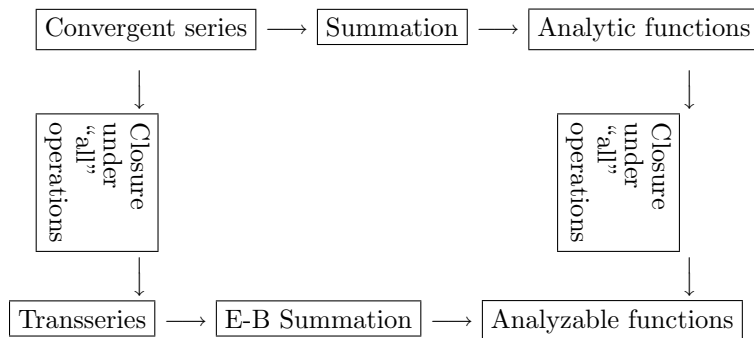 Convergent series ⟶ Summation ⟶ Analytic functions
Closure
under
“all”
operations
Closure
under
“all”
operations
Transseries ⟶ E-B Summation ⟶ Analyzable functions